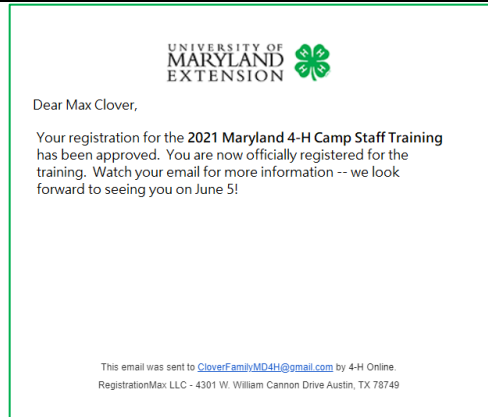 UNIVERSITY OF
MARYLAND
EXTENSION
H H
H H
Dear Max Clover,
Your registration for the 2021 Maryland 4-H Camp Staff Training
has been approved. You are now officially registered for the
training. Watch your email for more information -- we look
forward to seeing you on June 5!
This email was sent to CloverFamilyMD4H@gmail.com by 4-H Online.
RegistrationMax LLC - 4301 W. William Cannon Drive Austin, TX 78749